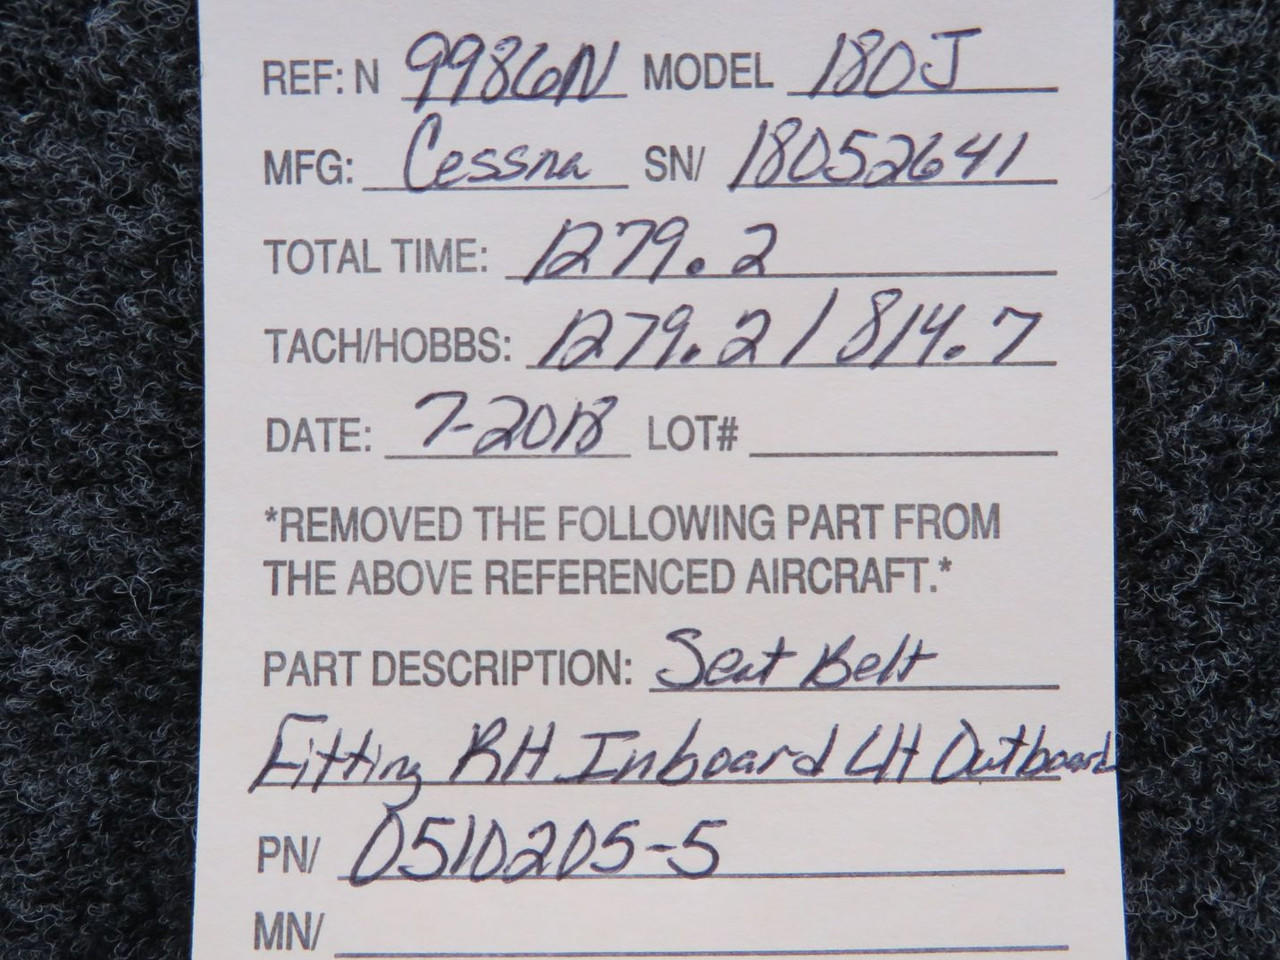 REF: N 9986N MODEL 180J
MFG: Cessna SN/ 18052641
TOTAL TIME: 1279.2
TACH/HOBBS: 1279.2 / 814.7
DATE: 7-2018 LOT#
*REMOVED THE FOLLOWING PART FROM
THE ABOVE REFERENCED AIRCRAFT.*
PART DESCRIPTION: Seat Belt
Fitting RH Inboard LH Outboard
PN/ 0510205-5
MN/